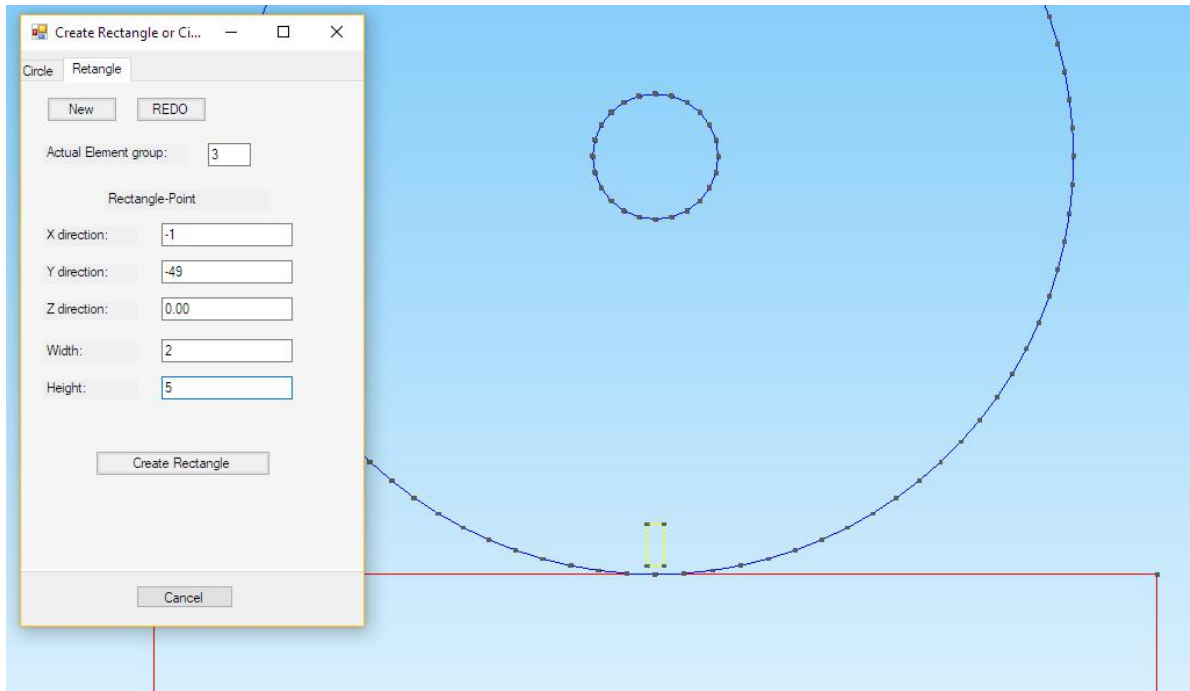 Create Rectangle or Ci...
Circle Retangle
New REDO
Actual Element group: 3
Rectangle-Point
X direction: -1
Y direction: -49
Z direction: 0.00
Width: 2
Height: 5
Create Rectangle
Cancel